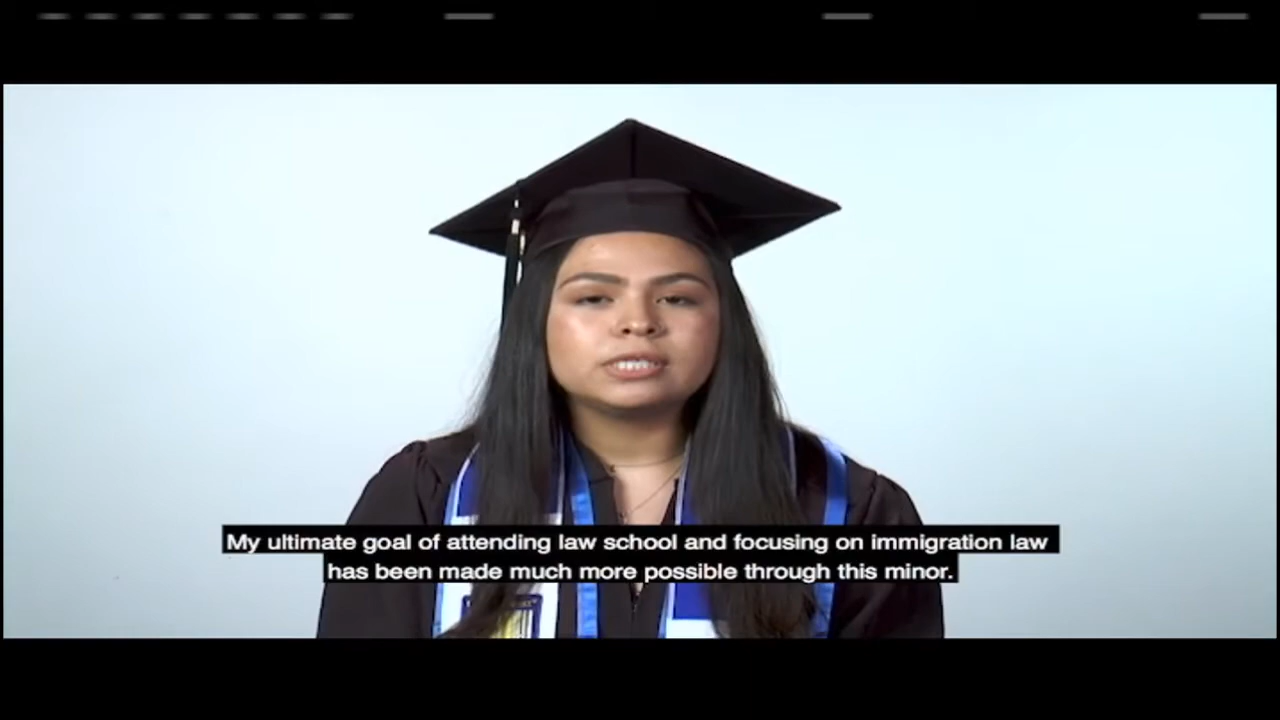 My ultimate goal of attending law school and focusing on immigration law
has been made much more possible through this minor.